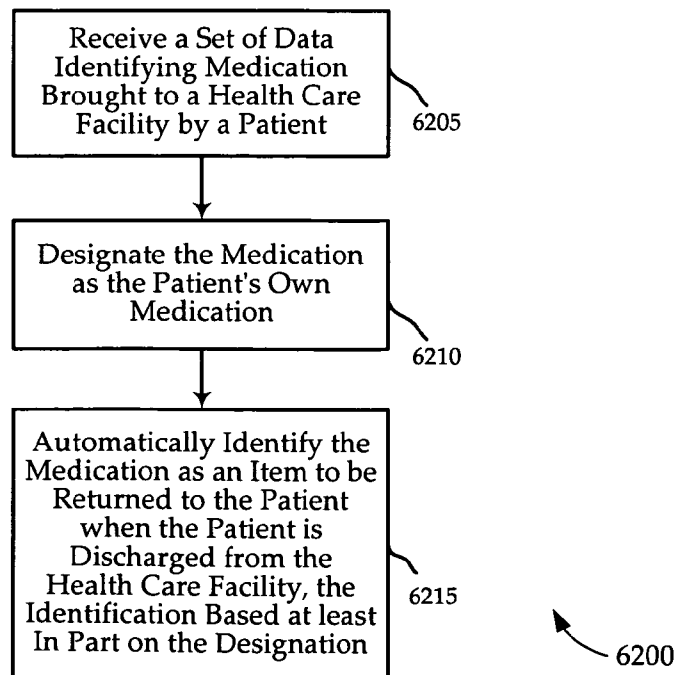 Receive a Set of Data
Identifying Medication
Brought to a Health Care
Facility by a Patient
6205
Designate the Medication
as the Patient's Own
Medication
6210
Automatically Identify the
Medication as an Item to be
Returned to the Patient
when the Patient is
Discharged from the
Health Care Facility, the
Identification Based at least
In Part on the Designation
6215
6200